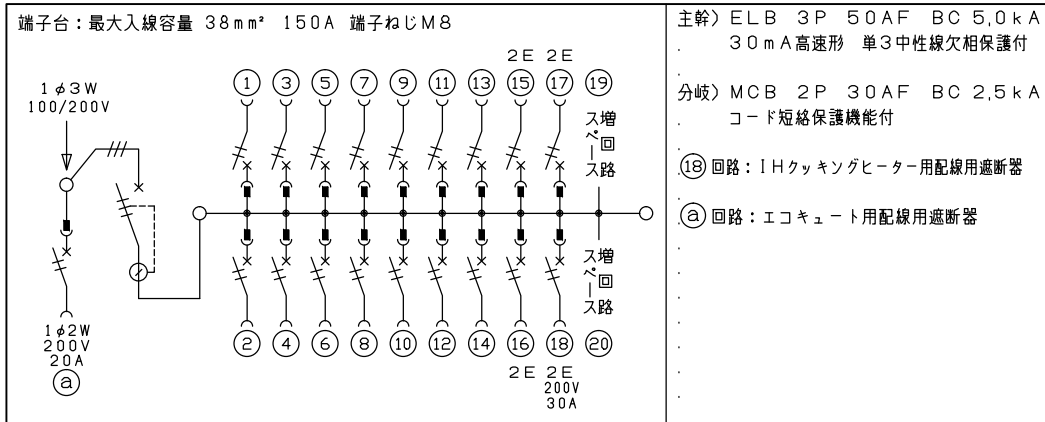 端子台：最大入線容量 38mm² 150A 端子ねじM8
2E 2E
① ③ ⑤ ⑦ ⑨ ⑪ ⑬ ⑮ ⑰ ⑲
1φ3W
100/200V
増回路
スペース
増回路
スペース
② ④ ⑥ ⑧ ⑩ ⑫ ⑭ ⑯ ⑱ ⑳
2E 2E
200V
30A
1φ2W
200V
20A
ⓐ
主幹）ELB 3P 50AF BC 5,0kA
. 30mA高速形 単3中性線欠相保護付
.
分岐）MCB 2P 30AF BC 2,5kA
. コード短絡保護機能付
.
⑱回路：IHクッキングヒーター用配線用遮断器
.
ⓐ回路：エコキュート用配線用遮断器
.
.
.
.
.
.